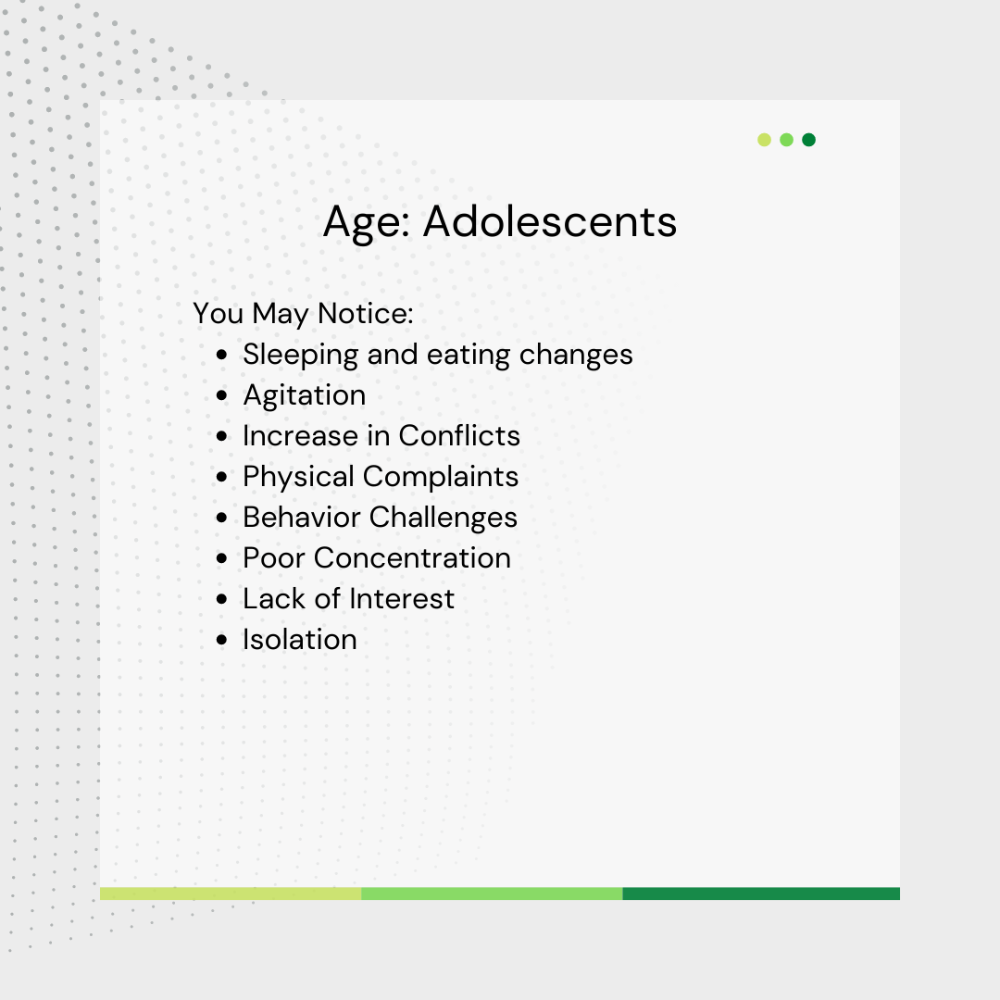 Age: Adolescents
You May Notice:
• Sleeping and eating changes
• Agitation
• Increase in Conflicts
• Physical Complaints
• Behavior Challenges
• Poor Concentration
• Lack of Interest
• Isolation